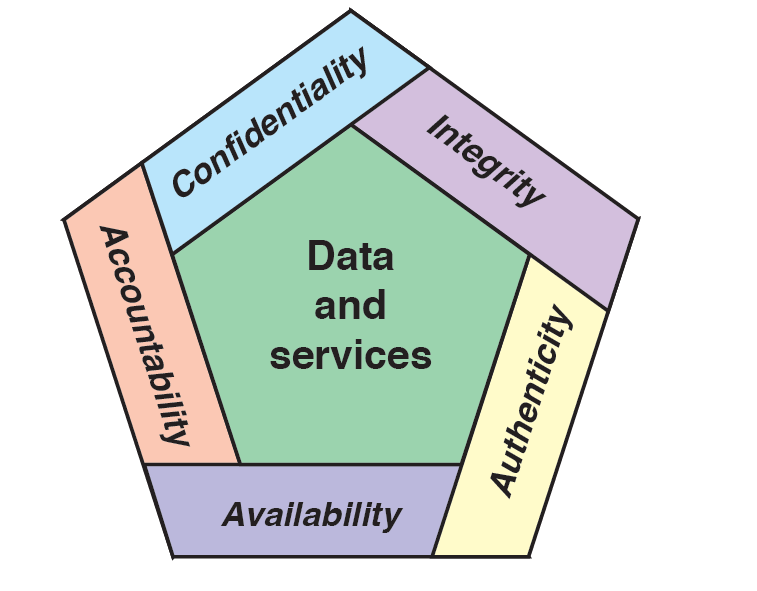 Confidentiality
Integrity
Accountability
Data
and
services
Authenticity
Availability